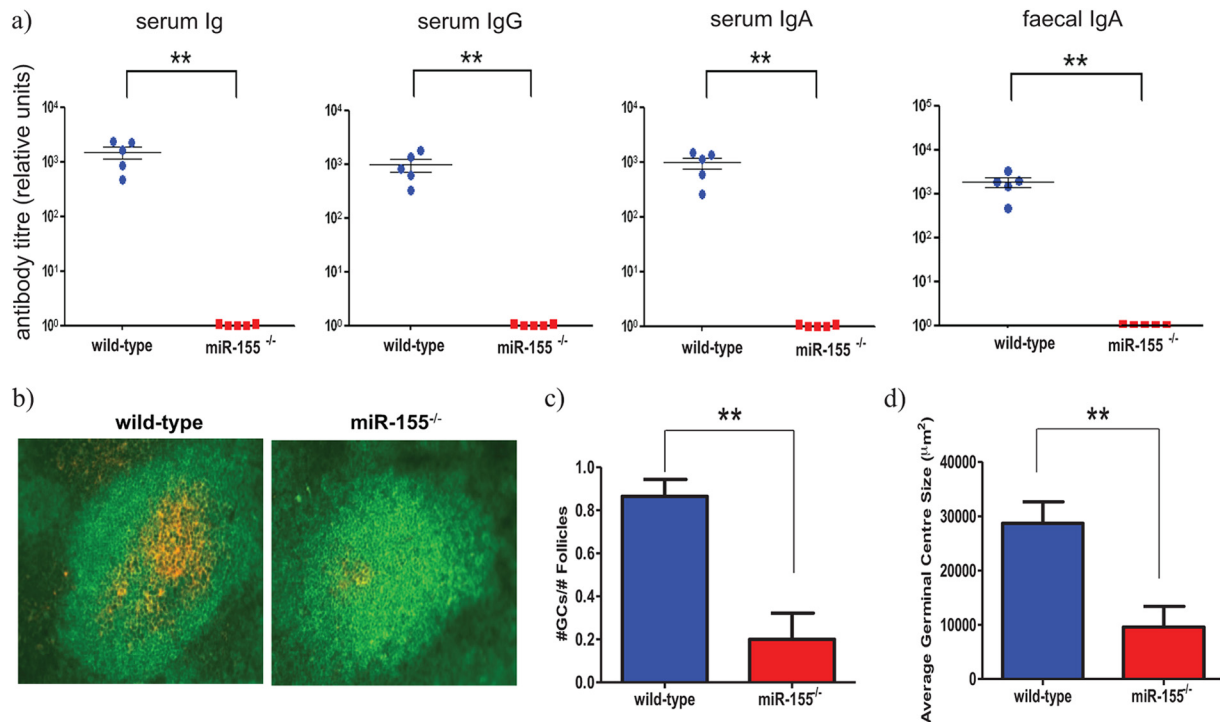 a)
serum Ig
serum IgG
serum IgA
faecal IgA
**
**
**
**
antibody titre (relative units)
10⁴
10³
10²
10¹
10⁰
wild-type
miR-155 -/-
10⁴
10³
10²
10¹
10⁰
wild-type
miR-155 -/-
10⁴
10³
10²
10¹
10⁰
wild-type
miR-155 -/-
10⁵
10⁴
10³
10²
10¹
10⁰
wild-type
miR-155 -/-
b)
wild-type
miR-155-/-
c)
**
#GCs/# Follicles
1.0
0.8
0.6
0.4
0.2
0.0
wild-type
miR-155-/-
d)
**
Average Germinal Centre Size (µm²)
40000
30000
20000
10000
0
wild-type
miR-155-/-